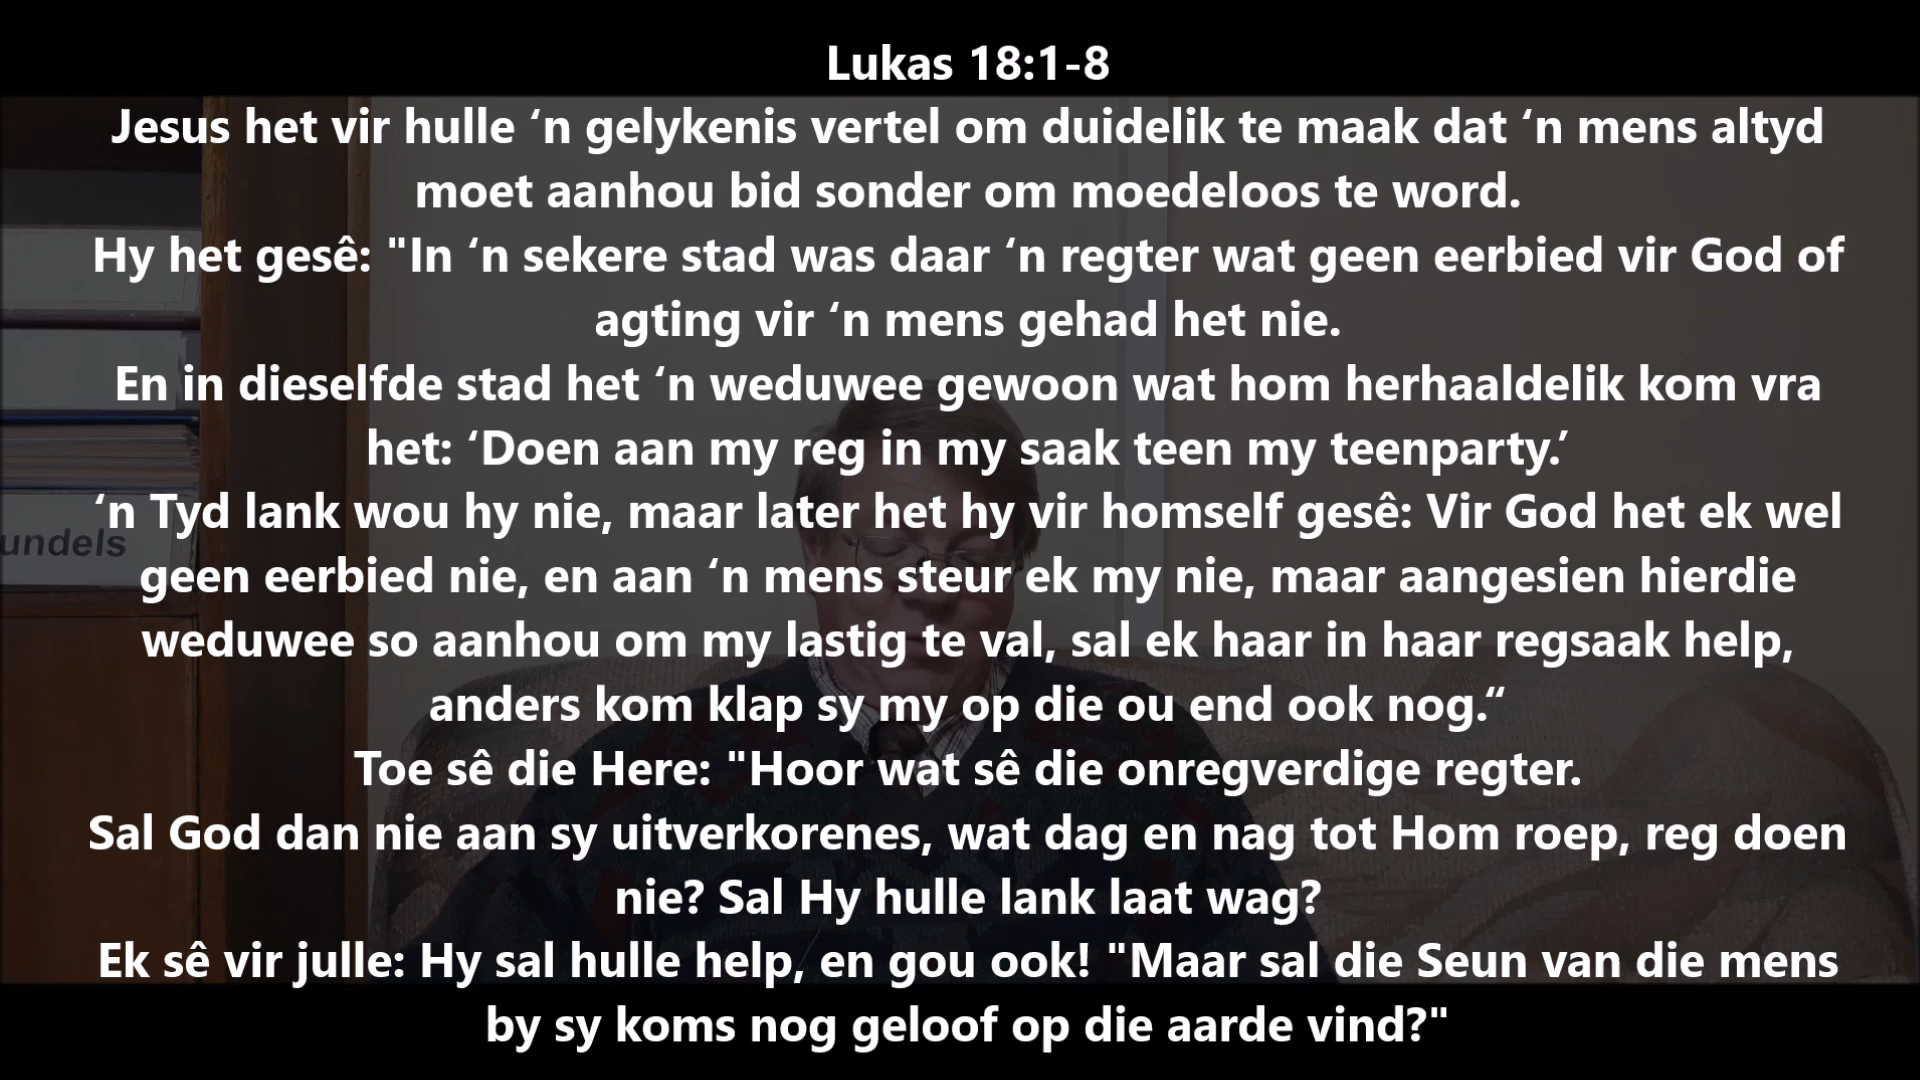 Lukas 18:1-8
Jesus het vir hulle ‘n gelykenis vertel om duidelik te maak dat ‘n mens altyd
moet aanhou bid sonder om moedeloos te word.
Hy het gesê: "In ‘n sekere stad was daar ‘n regter wat geen eerbied vir God of
agting vir ‘n mens gehad het nie.
En in dieselfde stad het ‘n weduwee gewoon wat hom herhaaldelik kom vra
het: ‘Doen aan my reg in my saak teen my teenparty.’
‘n Tyd lank wou hy nie, maar later het hy vir homself gesê: Vir God het ek wel
geen eerbied nie, en aan ‘n mens steur ek my nie, maar aangesien hierdie
weduwee so aanhou om my lastig te val, sal ek haar in haar regsaak help,
anders kom klap sy my op die ou end ook nog.“
Toe sê die Here: "Hoor wat sê die onregverdige regter.
Sal God dan nie aan sy uitverkorenes, wat dag en nag tot Hom roep, reg doen
nie? Sal Hy hulle lank laat wag?
Ek sê vir julle: Hy sal hulle help, en gou ook! "Maar sal die Seun van die mens
by sy koms nog geloof op die aarde vind?"
undels